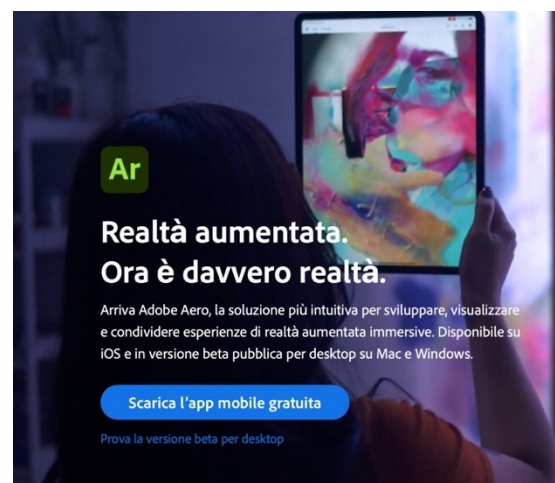 Ar
Realtà aumentata.
Ora è davvero realtà.
Arriva Adobe Aero, la soluzione più intuitiva per sviluppare, visualizzare
e condividere esperienze di realtà aumentata immersive. Disponibile su
iOS e in versione beta pubblica per desktop su Mac e Windows.
Scarica l'app mobile gratuita
Prova la versione beta per desktop